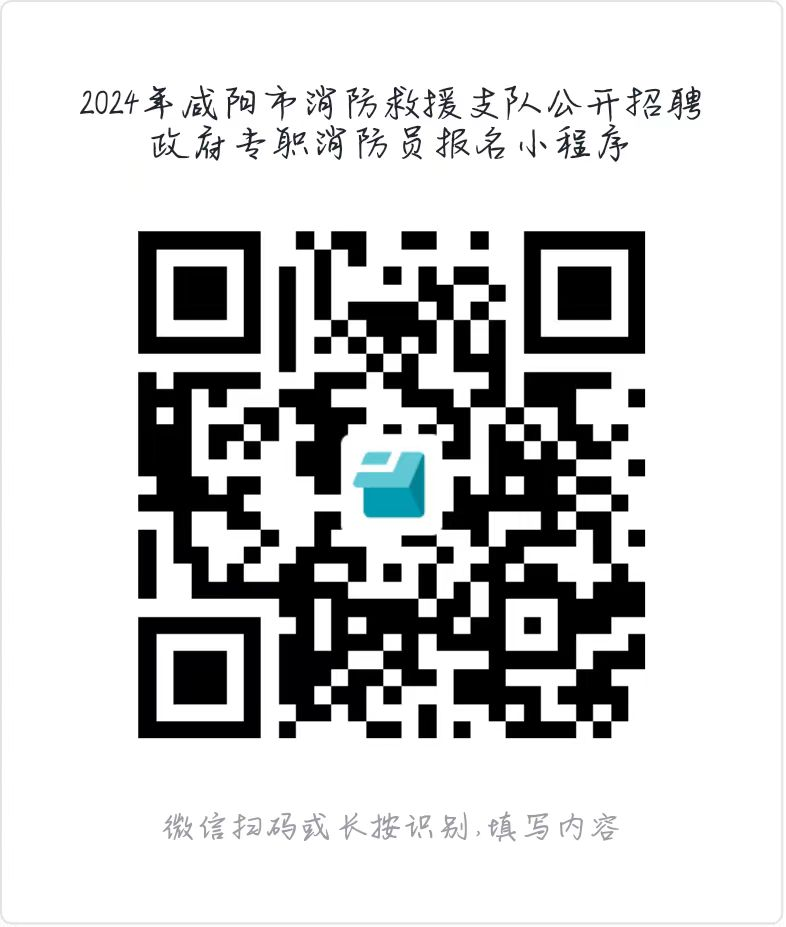 2024年咸阳市消防救援支队公开招聘
政府专职消防员报名小程序
微信扫码或长按识别,填写内容